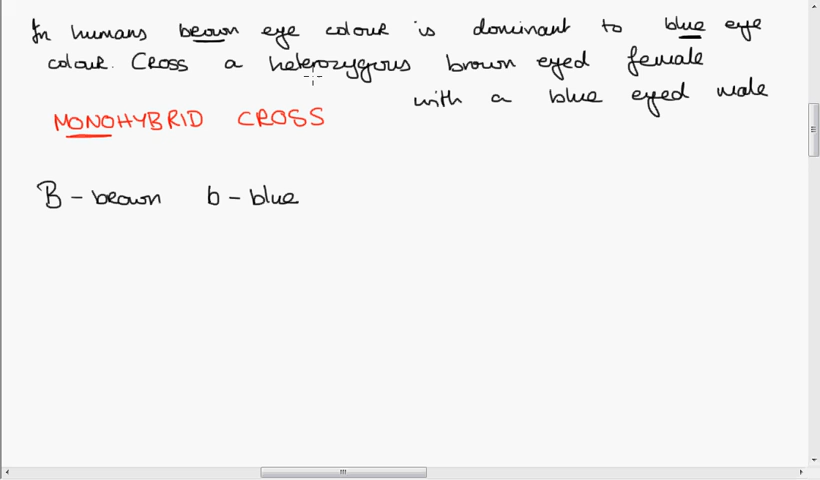 In humans brown eye colour is dominant to blue eye
colour. Cross a heterozygous brown eyed female
with a blue eyed male
MONOHYBRID CROSS
B - brown b - blue